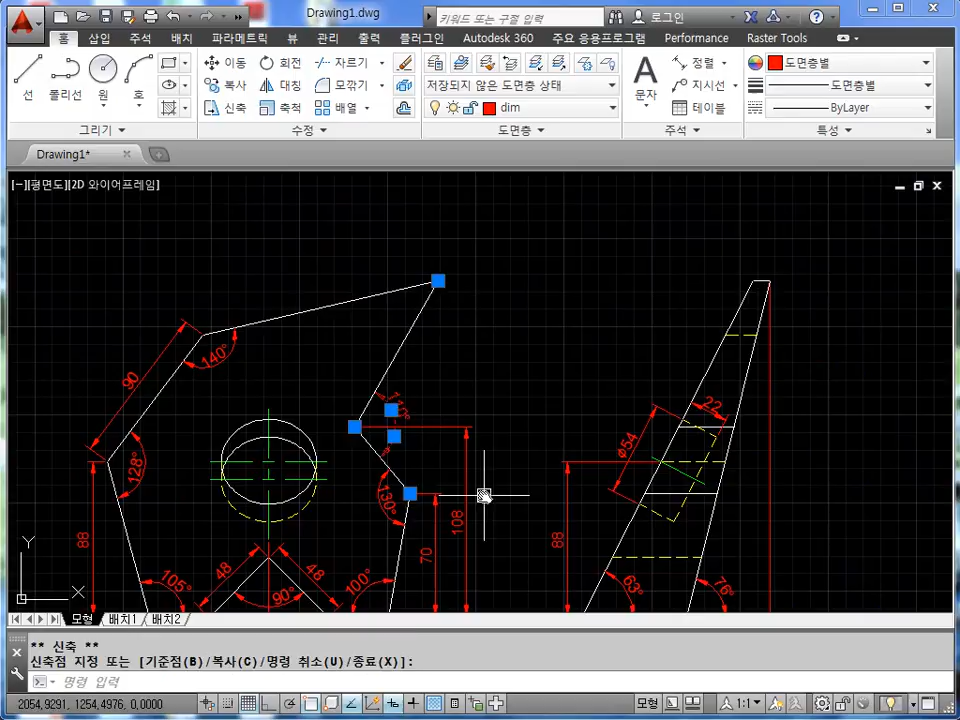 Drawing1.dwg
키워드 또는 구절 입력
로그인
홈 삽입 주석 배치 파라메트릭 뷰 관리 출력 플러그인 Autodesk 360 주요 응용프로그램 Performance Raster Tools
선 폴리선 원 호
이동 회전 자르기
복사 대칭 모깎기
신축 축척 배열
저장되지 않은 도면층 상태
dim
문자
정렬
지시선
테이블
도면층별
도면층별
ByLayer
그리기 수정 도면층 주석 특성
Drawing1*
[−][평면도][2D 와이어프레임]
140°
90
128°
88
105°
48
48
90°
100°
130°
70
108
22
ϕ54
88
63°
76°
Y
X
모형 배치1 배치2
** 신축 **
신축점 지정 또는 [기준점(B)/복사(C)/명령 취소(U)/종료(X)]:
명령 입력
2054.9291, 1254.4976, 0.0000
모형
1:1